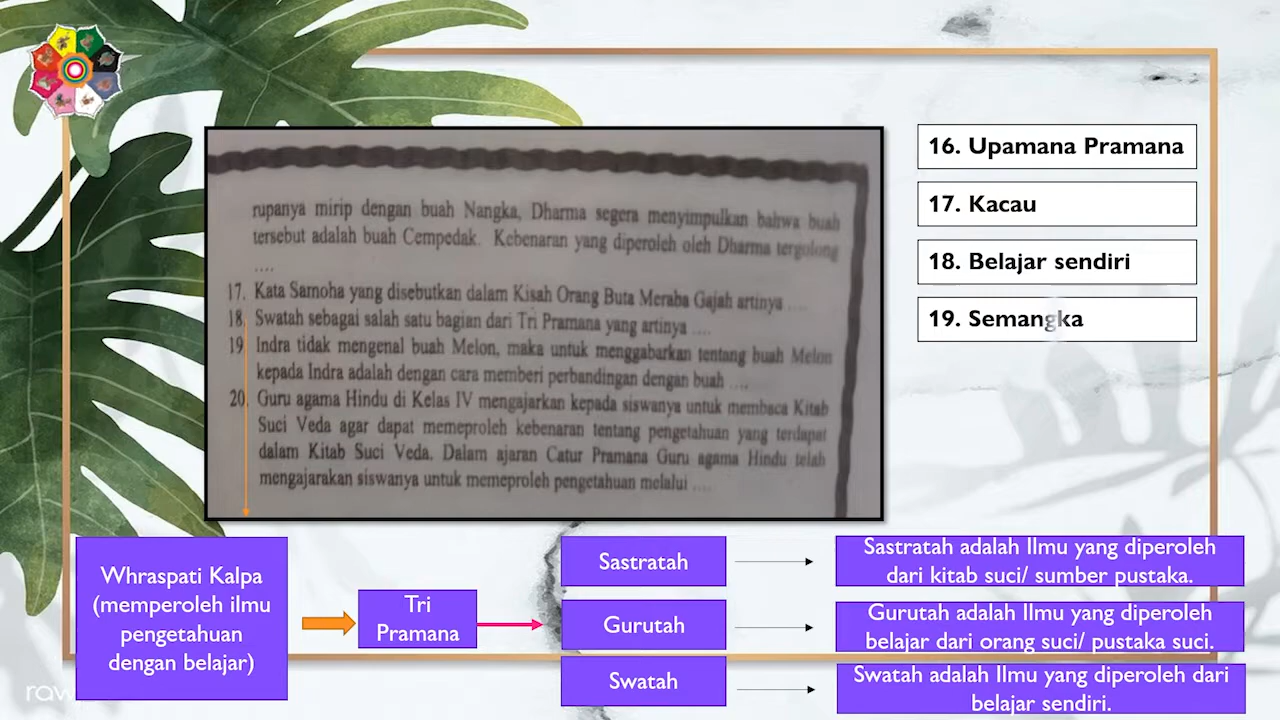 rupanya mirip dengan buah Nangka, Dharma segera menyimpulkan bahwa buah
tersebut adalah buah Cempedak. Kebenaran yang diperoleh oleh Dharma tergolong
....
17. Kata Samoha yang disebutkan dalam Kisah Orang Buta Meraba Gajah artinya ....
18. Swatah sebagai salah satu bagian dari Tri Pramana yang artinya ....
19. Indra tidak mengenal buah Melon, maka untuk menggabarkan tentang buah Melon
kepada Indra adalah dengan cara memberi perbandingan dengan buah ....
20. Guru agama Hindu di Kelas IV mengajarkan kepada siswanya untuk membaca Kitab
Suci Veda agar dapat memeproleh kebenaran tentang pengetahuan yang terdapat
dalam Kitab Suci Veda. Dalam ajaran Catur Pramana Guru agama Hindu telah
mengajarakan siswanya untuk memeproleh pengetahuan melalui ....
16. Upamana Pramana
17. Kacau
18. Belajar sendiri
19. Semangka
Whraspati Kalpa
(memperoleh ilmu
pengetahuan
dengan belajar)
Tri
Pramana
Sastratah
Sastratah adalah Ilmu yang diperoleh
dari kitab suci/ sumber pustaka.
Gurutah
Gurutah adalah Ilmu yang diperoleh
belajar dari orang suci/ pustaka suci.
Swatah
Swatah adalah Ilmu yang diperoleh dari
belajar sendiri.